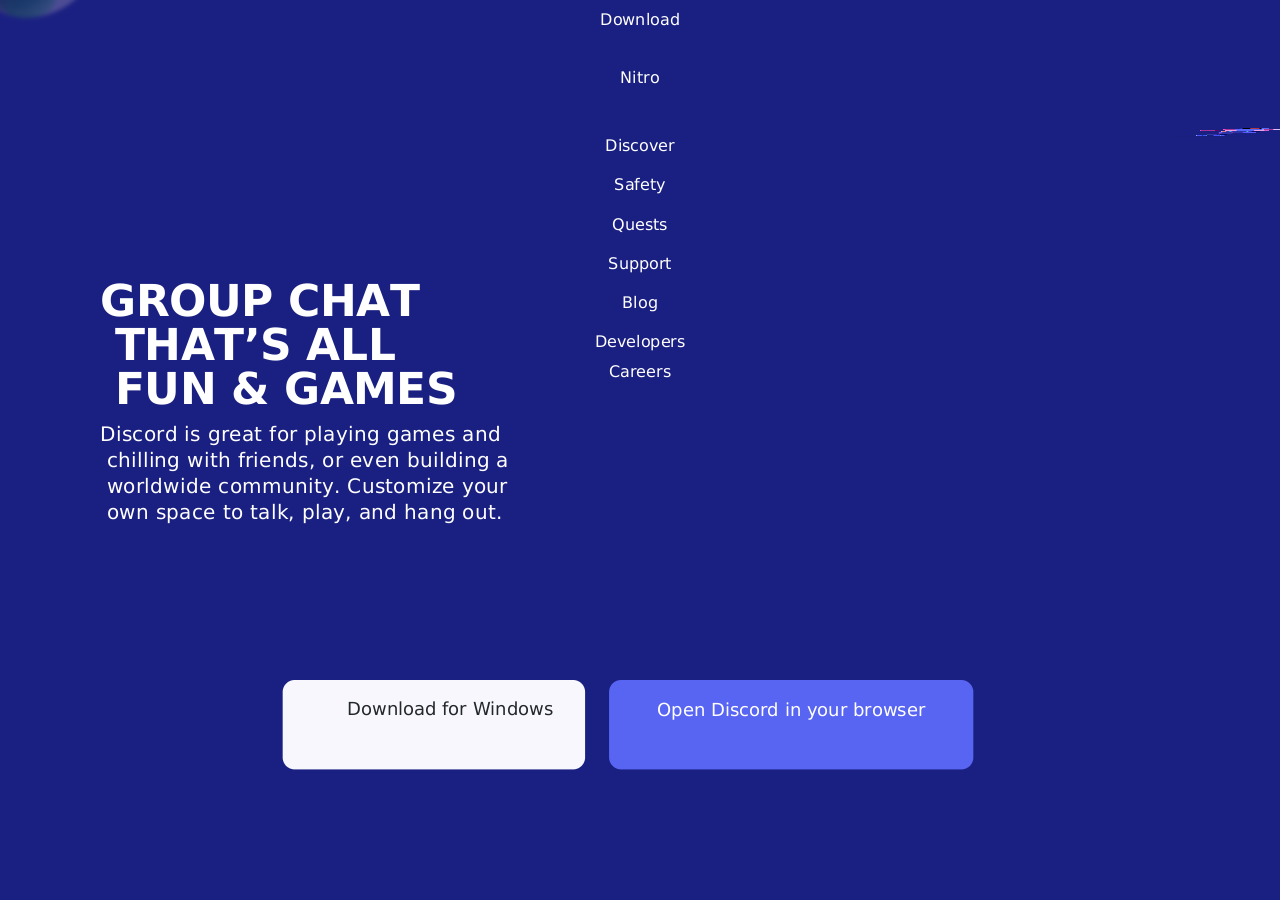 Download
Nitro
Discover
Safety
Quests
Support
Blog
Developers
Careers
GROUP CHAT
THAT’S ALL
FUN & GAMES
Discord is great for playing games and
chilling with friends, or even building a
worldwide community. Customize your
own space to talk, play, and hang out.
Download for Windows
Open Discord in your browser